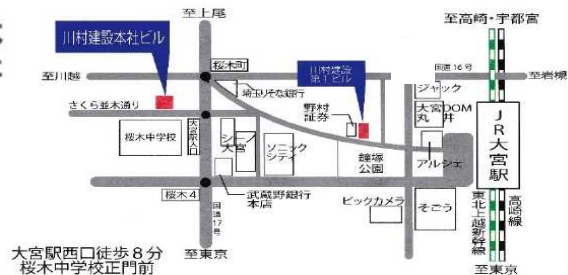 至上尾
至高崎・宇都宮
川村建設本社ビル
桜木町
川村建設
第1ビル
国道16号
至川越
至岩槻
埼玉りそな銀行
ジャック
さくら並木通り
野村
証券
大宮
DOM
丸井
JR大宮駅
桜木中学校
大宮駅入口
シーノ
大宮
ソニック
シティ
鐘塚
公園
アルシェ
桜木4
武蔵野銀行
本店
ビックカメラ
そごう
国道17号
東北上越新幹線
高崎線
大宮駅西口徒歩8分
桜木中学校正門前
至東京
至東京